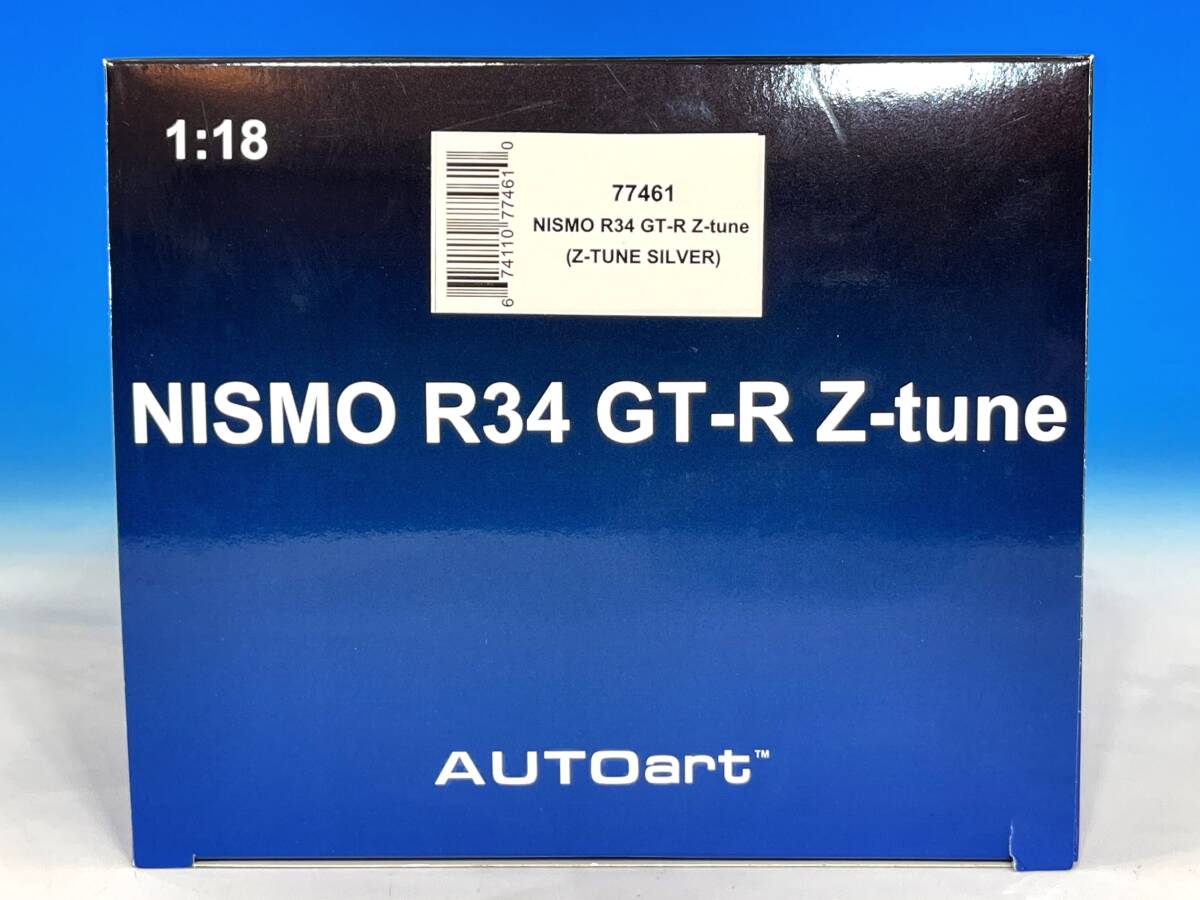 1:18
6 74110 77461 0
77461
NISMO R34 GT-R Z-tune
(Z-TUNE SILVER)
NISMO R34 GT-R Z-tune
AUTOart™